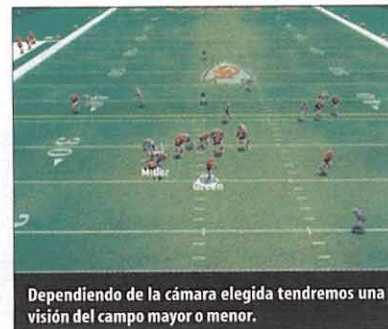 Miller
Green
Dependiendo de la cámara elegida tendremos una
visión del campo mayor o menor.